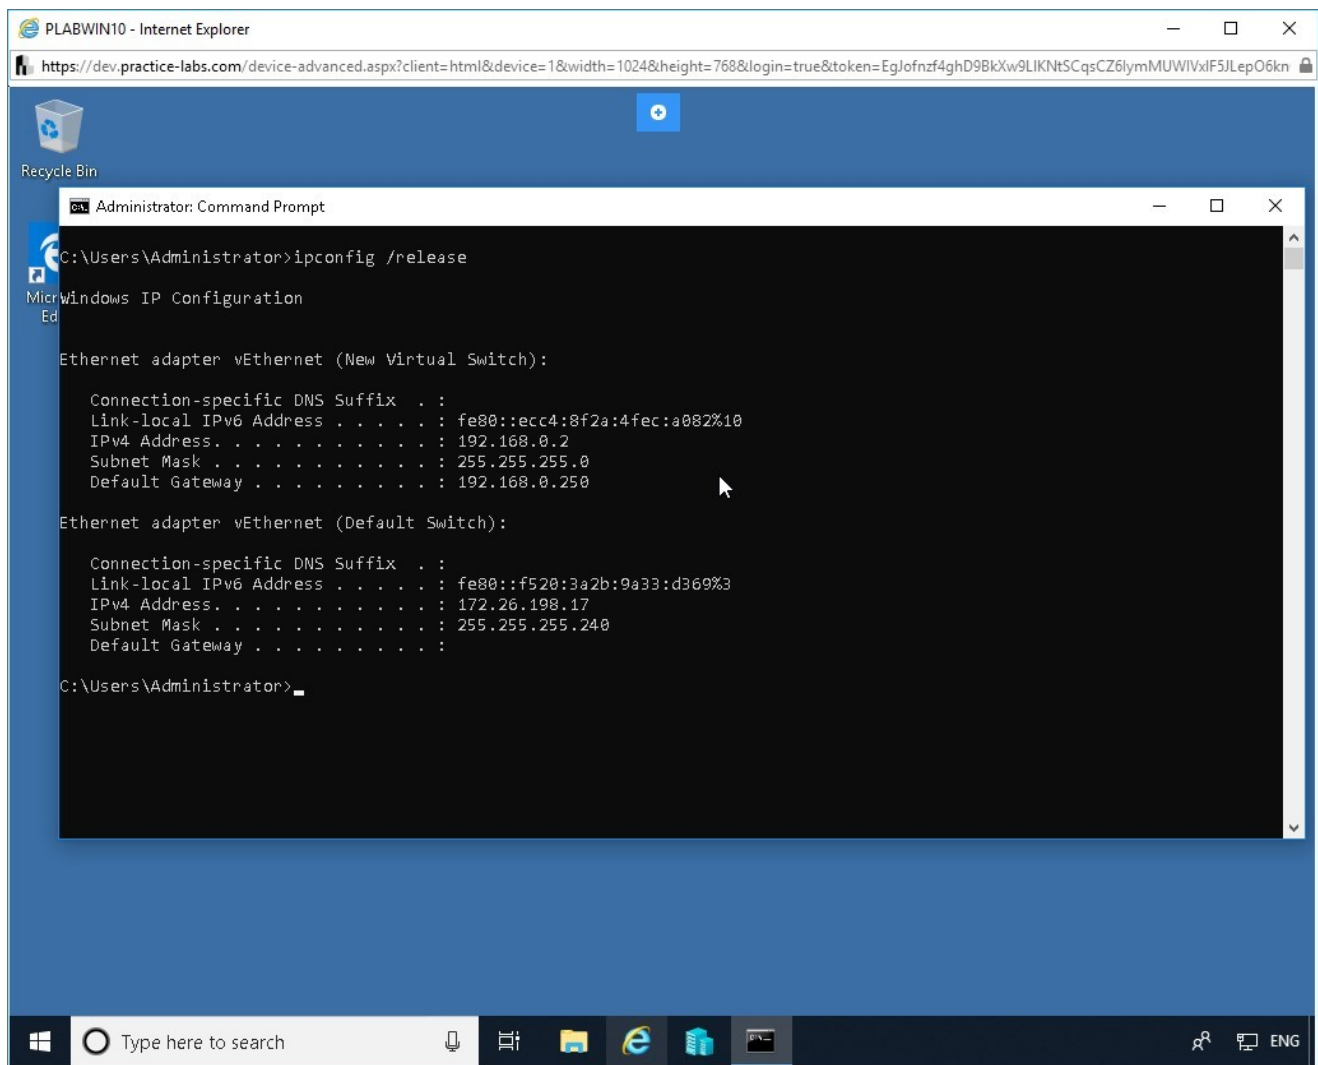 PLABWIN10 - Internet Explorer
https://dev.practice-labs.com/device-advanced.aspx?client=html&device=1&width=1024&height=768&login=true&token=
Recycle Bin
Administrator: Command Prompt
C:\Users\Administrator>ipconfig /release
Micr
Ed
Windows IP Configuration
Ethernet adapter vEthernet (New Virtual Switch):
Connection-specific DNS Suffix . :
Link-local IPv6 Address . . . . . : fe80::ecc4:8f2a:4fec:a082%10
IPv4 Address. . . . . . . . . . . : 192.168.0.2
Subnet Mask . . . . . . . . . . . : 255.255.255.0
Default Gateway . . . . . . . . . : 192.168.0.250
Ethernet adapter vEthernet (Default Switch):
Connection-specific DNS Suffix . :
Link-local IPv6 Address . . . . . : fe80::f520:3a2b:9a33:d369%3
IPv4 Address. . . . . . . . . . . : 172.26.198.17
Subnet Mask . . . . . . . . . . . : 255.255.255.240
Default Gateway . . . . . . . . . :
C:\Users\Administrator>
Type here to search
ENG